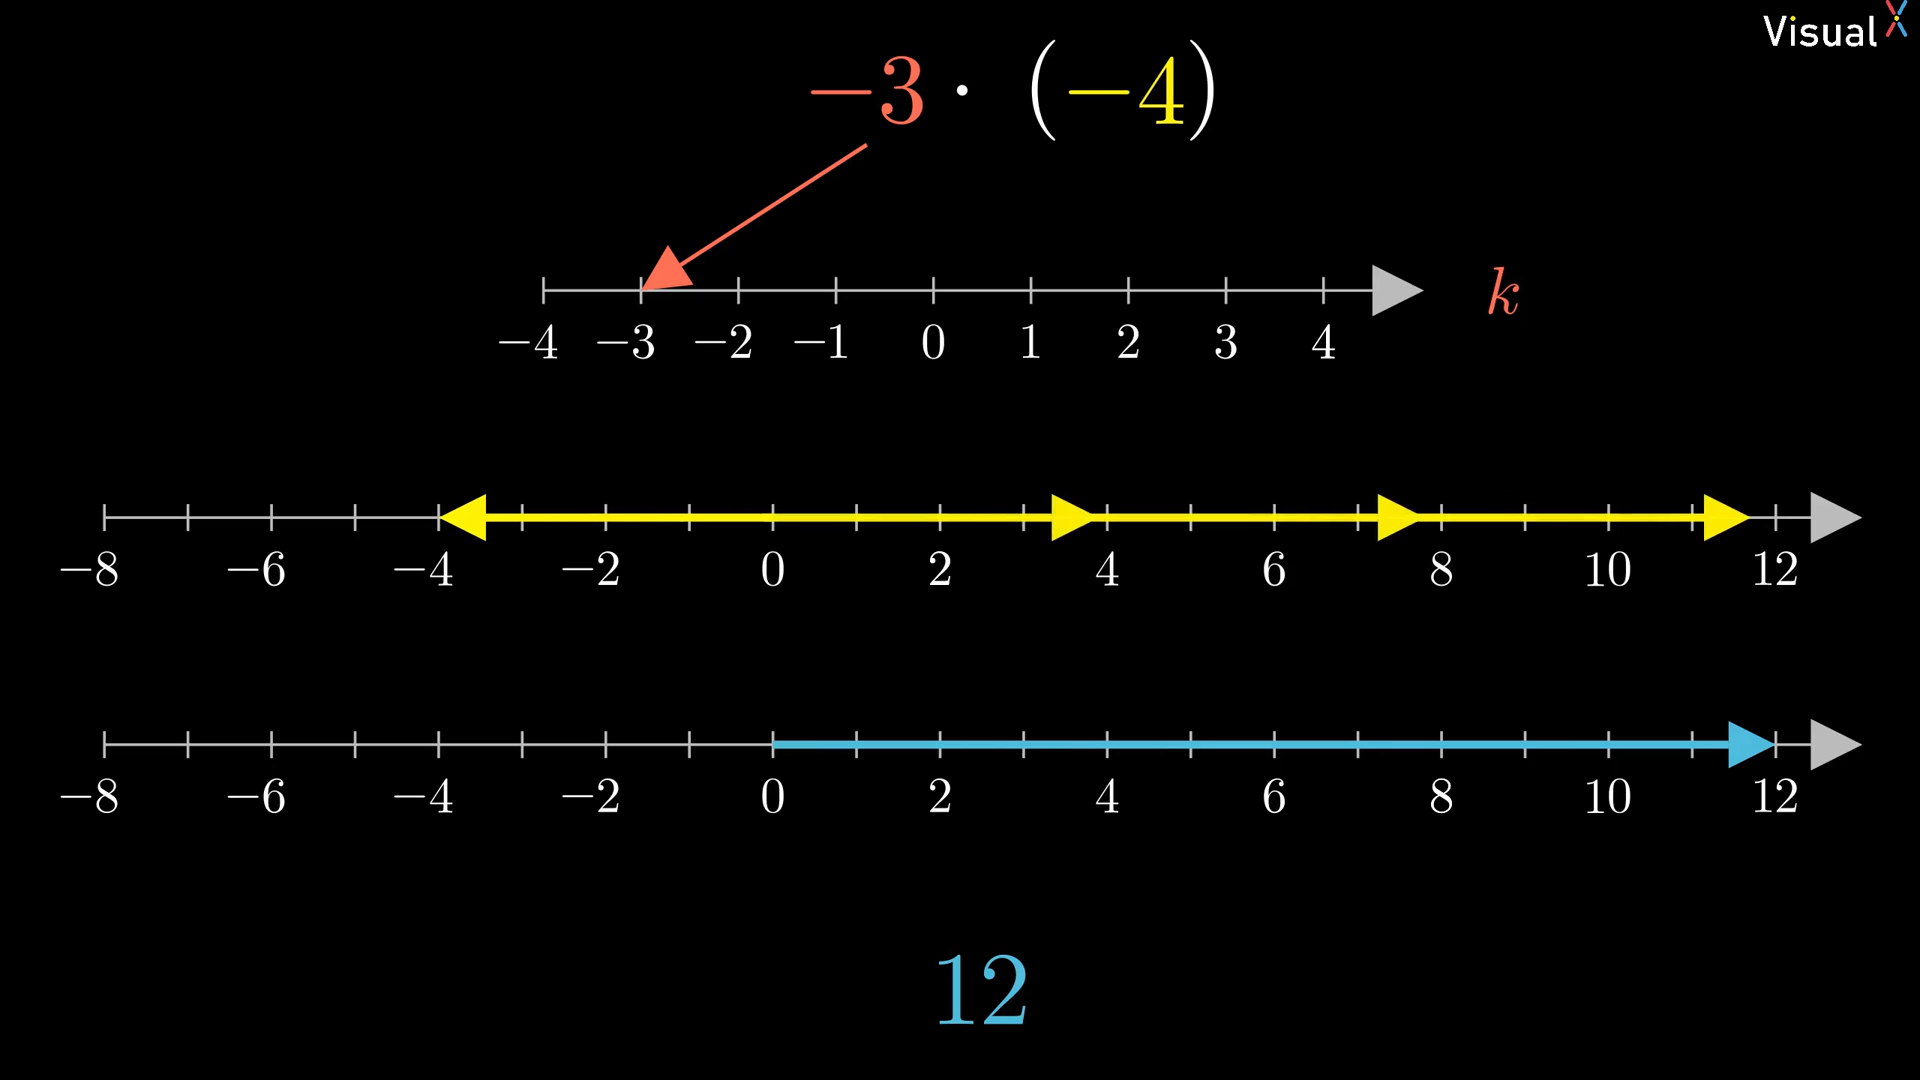 VisualX
−3 · (−4)
k
−4 −3 −2 −1 0 1 2 3 4
−8 −6 −4 −2 0 2 4 6 8 10 12
−8 −6 −4 −2 0 2 4 6 8 10 12
12